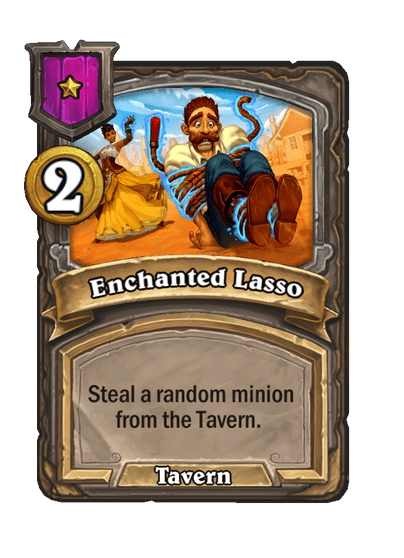 2
Enchanted Lasso
Steal a random minion
from the Tavern.
Tavern